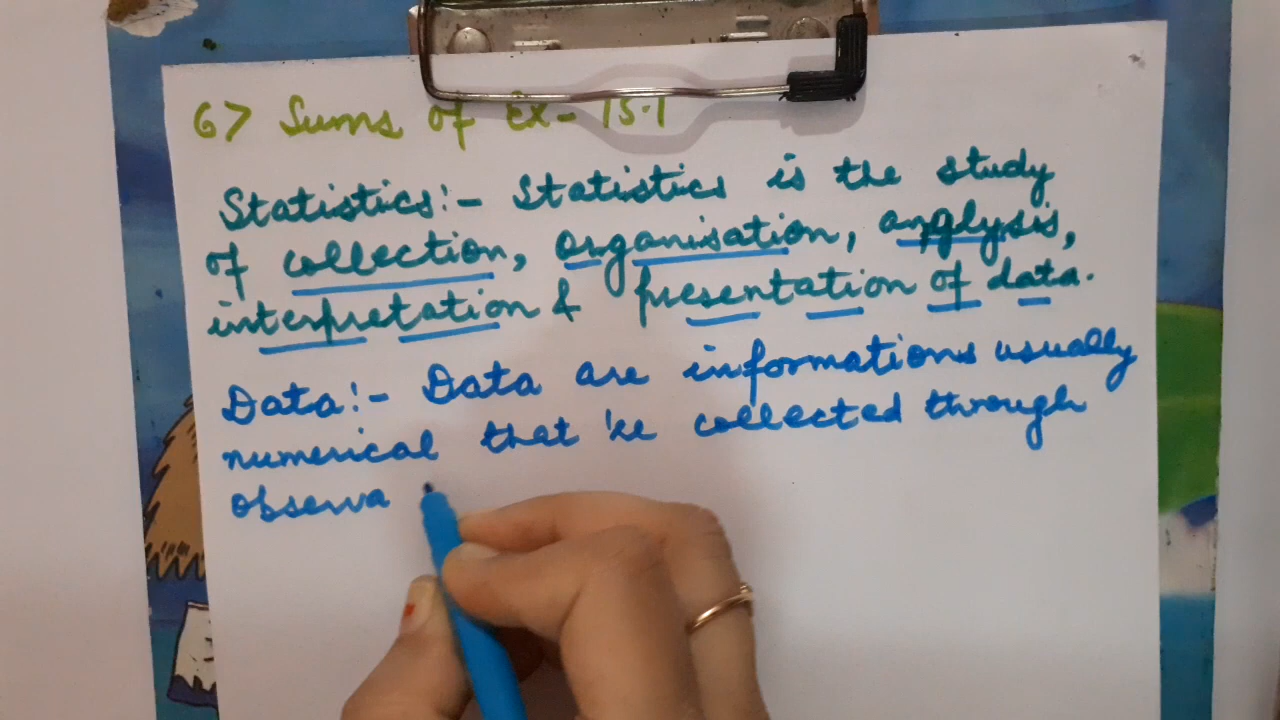 6> Sums of Ex- 15.1
Statistics:- Statistics is the study
of collection, organisation, analysis,
interpretation & presentation of data.
Data:- Data are informations usually
numerical that 're collected through
observa